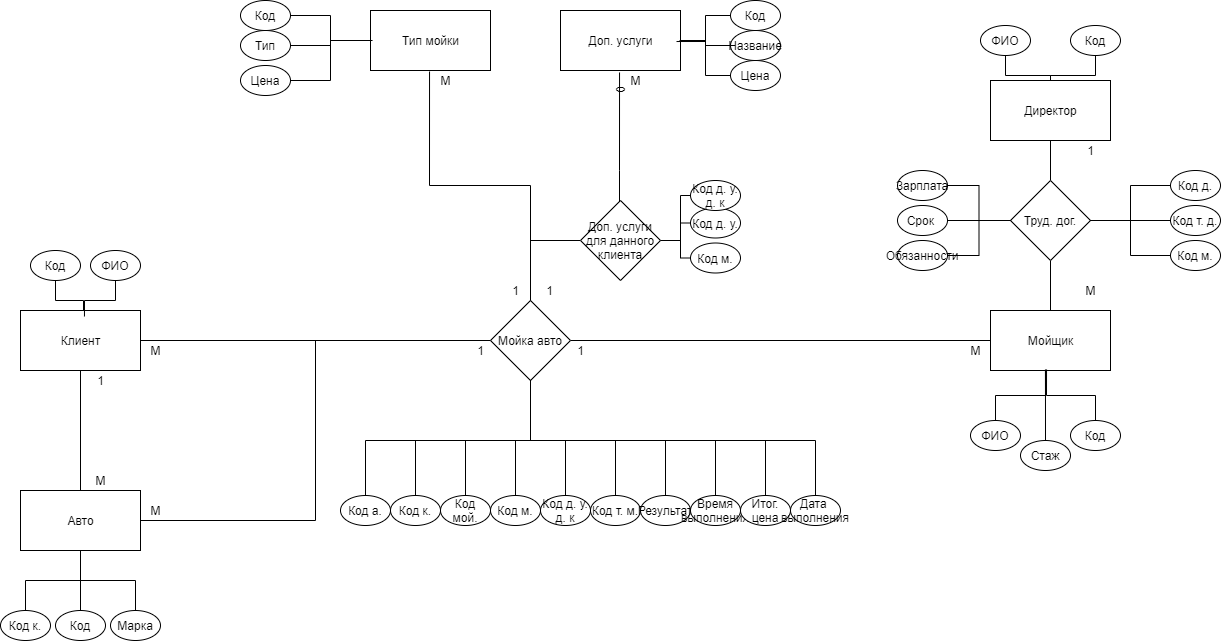 Код
Тип
Цена
Тип мойки
М
Доп. услуги
М
0
Код
Название
Цена
ФИО
Код
Директор
1
Зарплата
Срок
Обязанности
Труд. дог.
Код д.
Код т. д.
Код м.
Код д. у.
д. к
Код д. у.
Код м.
Доп. услуги
для данного
клиента
Код
ФИО
Клиент
М
1
1
1
1
Мойка авто
1
М
М
Мойщик
ФИО
Стаж
Код
М
Авто
М
Код к.
Код
Марка
Код а.
Код к.
Код
мой.
Код м.
Код д. у.
д. к
Код т. м.
Результат
Время
выполнения
Итог.
цена
Дата
выполнения